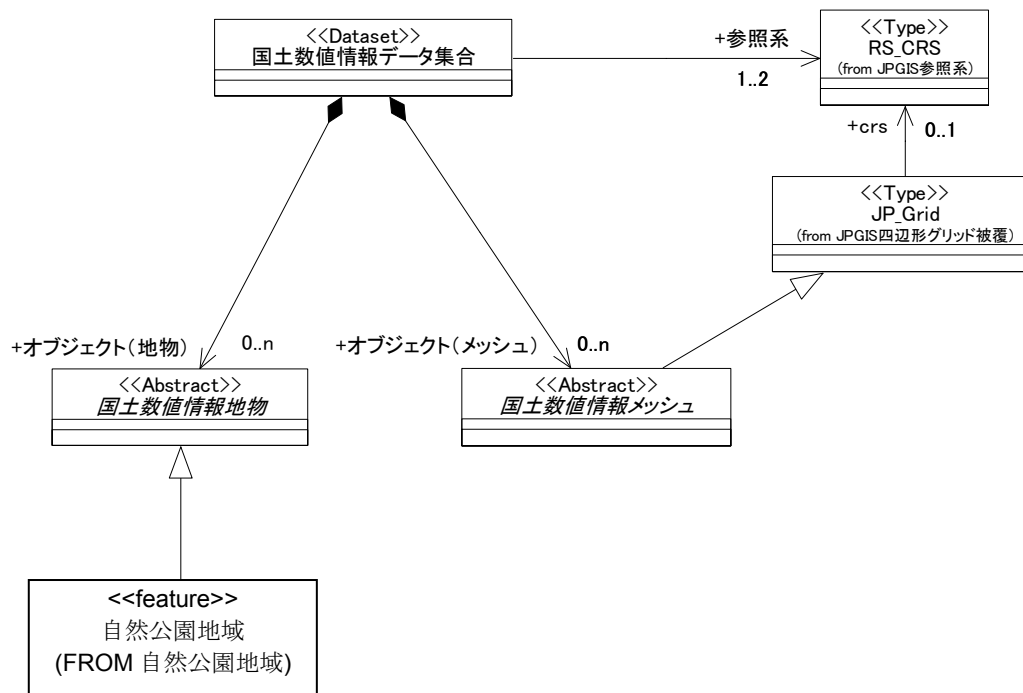 <<Dataset>>
国土数値情報データ集合
+参照系
1..2
<<Type>>
RS_CRS
(from JPGIS参照系)
+crs
0..1
<<Type>>
JP_Grid
(from JPGIS四辺形グリッド被覆)
+オブジェクト(地物)
0..n
+オブジェクト(メッシュ)
0..n
<<Abstract>>
国土数値情報地物
<<Abstract>>
国土数値情報メッシュ
<<feature>>
自然公園地域
(FROM 自然公園地域)